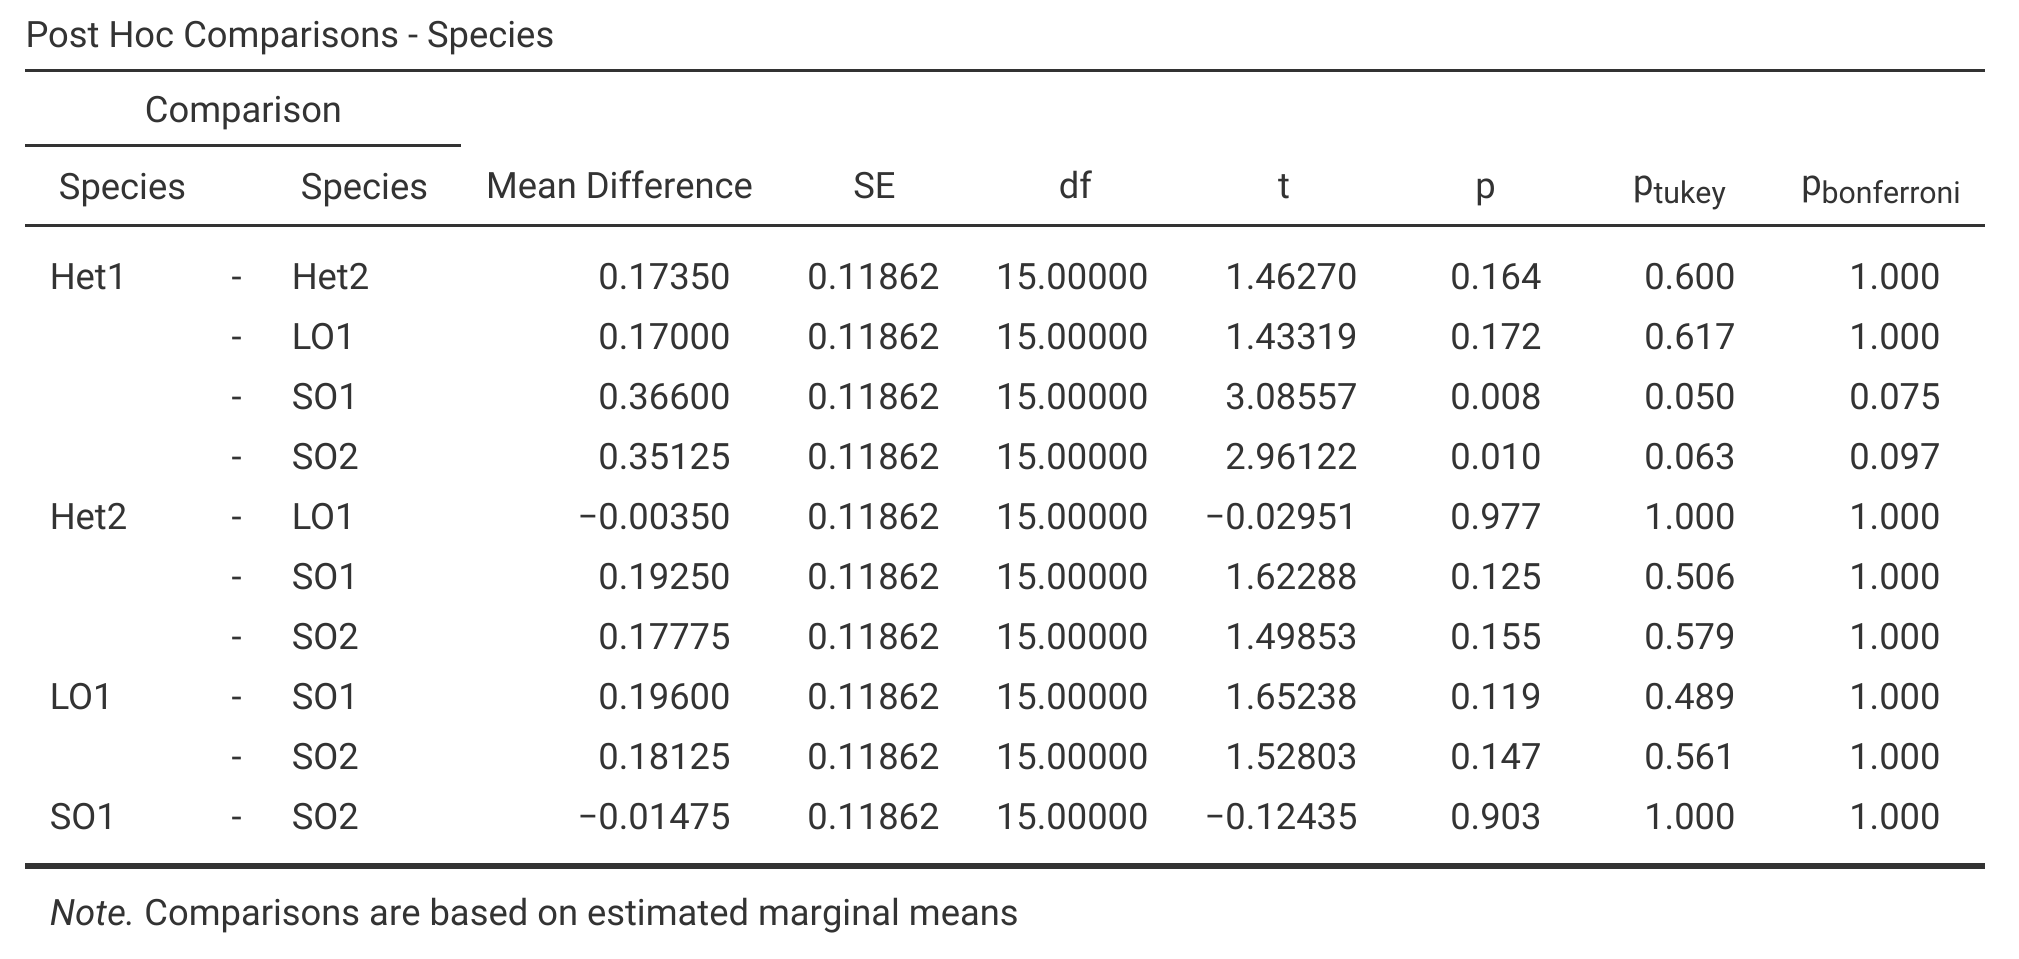 Post Hoc Comparisons - Species
Comparison
Species Species Mean Difference SE df t p ptukey pbonferroni
Het1 - Het2 0.17350 0.11862 15.00000 1.46270 0.164 0.600 1.000
- LO1 0.17000 0.11862 15.00000 1.43319 0.172 0.617 1.000
- SO1 0.36600 0.11862 15.00000 3.08557 0.008 0.050 0.075
- SO2 0.35125 0.11862 15.00000 2.96122 0.010 0.063 0.097
Het2 - LO1 −0.00350 0.11862 15.00000 −0.02951 0.977 1.000 1.000
- SO1 0.19250 0.11862 15.00000 1.62288 0.125 0.506 1.000
- SO2 0.17775 0.11862 15.00000 1.49853 0.155 0.579 1.000
LO1 - SO1 0.19600 0.11862 15.00000 1.65238 0.119 0.489 1.000
- SO2 0.18125 0.11862 15.00000 1.52803 0.147 0.561 1.000
SO1 - SO2 −0.01475 0.11862 15.00000 −0.12435 0.903 1.000 1.000
Note. Comparisons are based on estimated marginal means